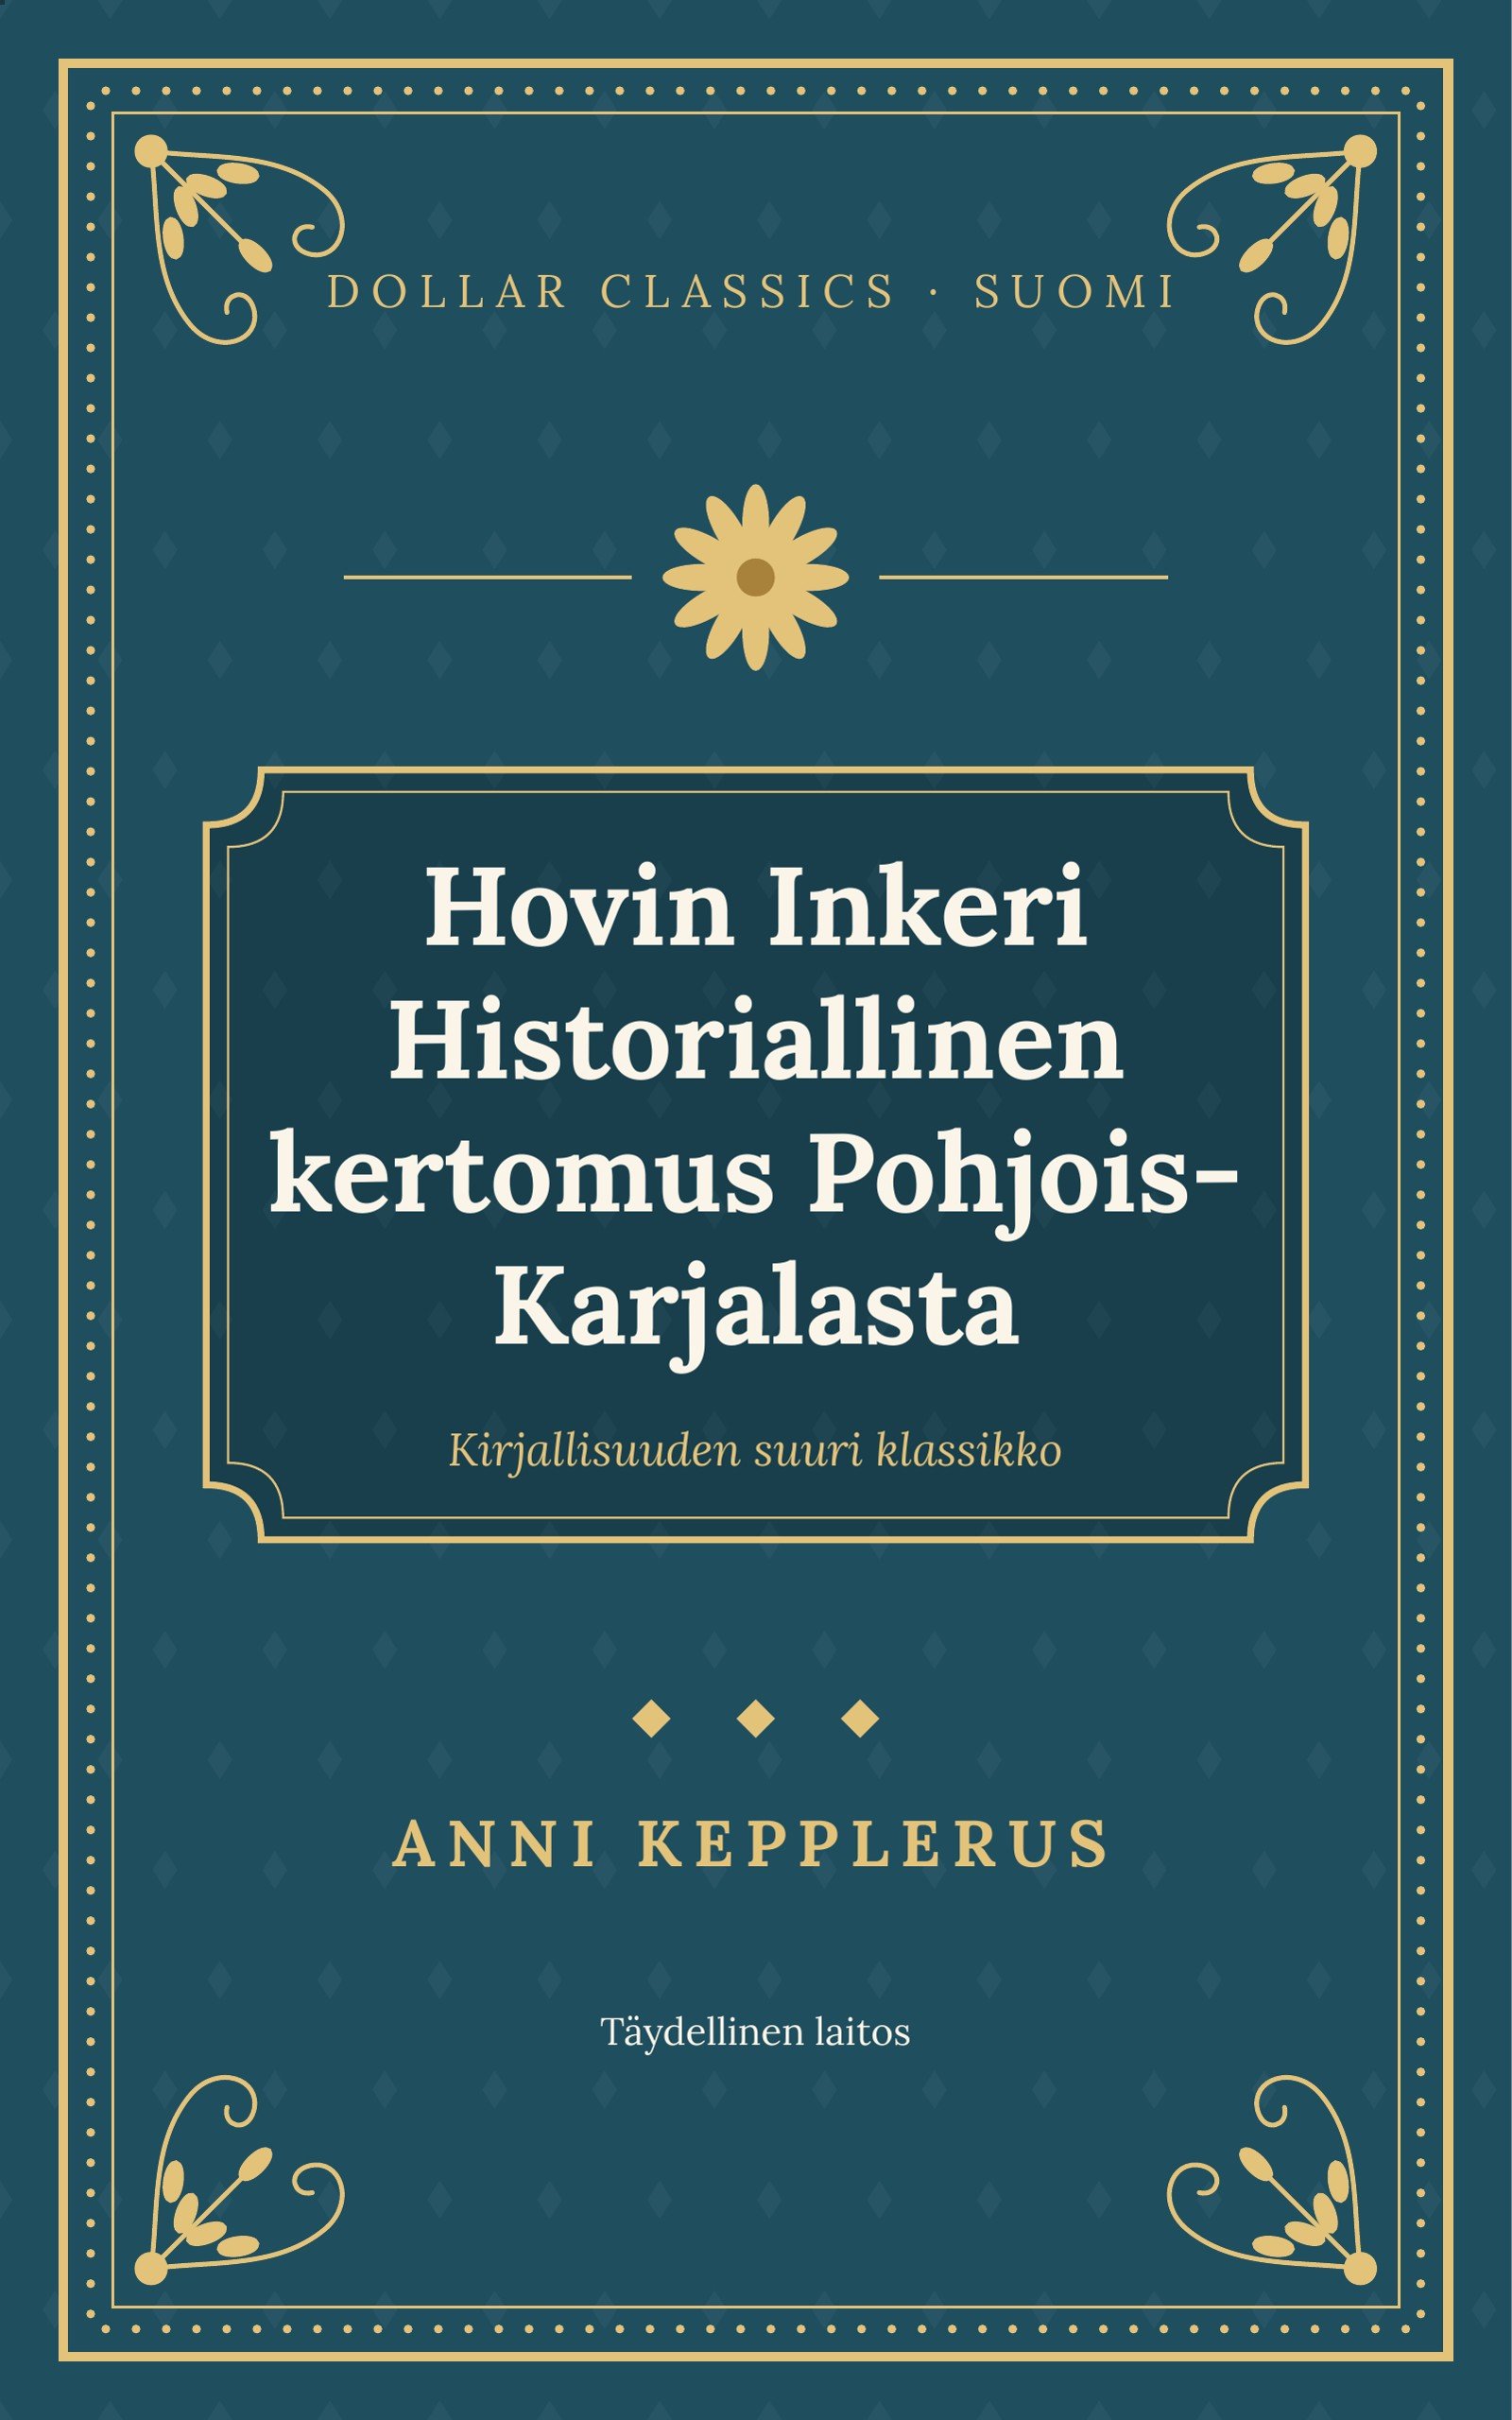 DOLLAR CLASSICS · SUOMI
Hovin Inkeri
Historiallinen
kertomus Pohjois-
Karjalasta
Kirjallisuuden suuri klassikko
ANNI KEPPLERUS
Täydellinen laitos